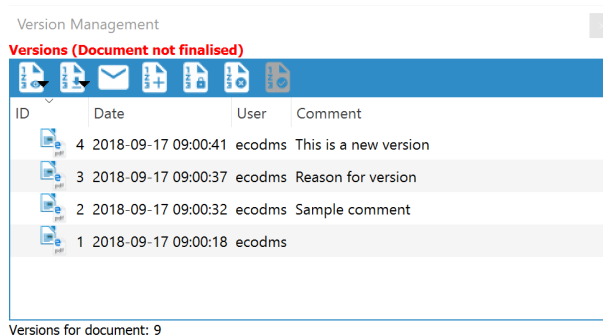 Version Management
Versions (Document not finalised)
ID Date User Comment
4 2018-09-17 09:00:41 ecodms This is a new version
3 2018-09-17 09:00:37 ecodms Reason for version
2 2018-09-17 09:00:32 ecodms Sample comment
1 2018-09-17 09:00:18 ecodms
Versions for document: 9